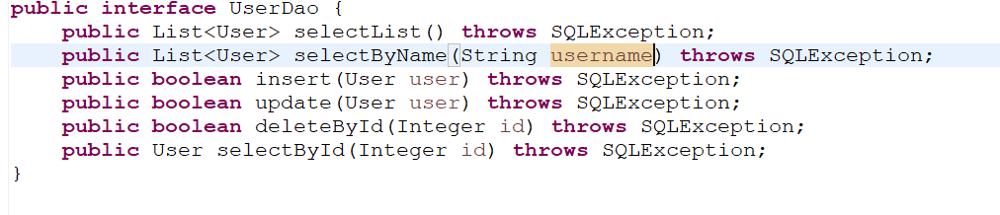 public interface UserDao {
public List<User> selectList() throws SQLException;
public List<User> selectByName(String username) throws SQLException;
public boolean insert(User user) throws SQLException;
public boolean update(User user) throws SQLException;
public boolean deleteById(Integer id) throws SQLException;
public User selectById(Integer id) throws SQLException;
}